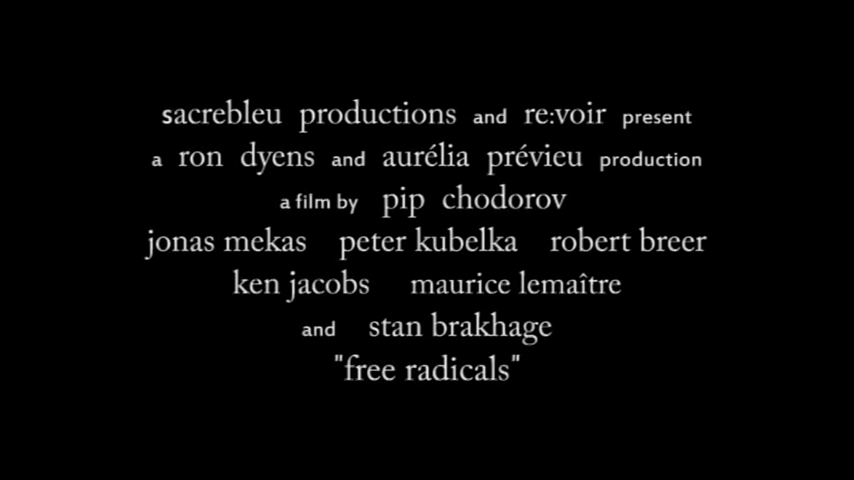 sacrebleu productions and re:voir present
a ron dyens and aurélia prévieu production
a film by pip chodorov
jonas mekas peter kubelka robert breer
ken jacobs maurice lemaître
and stan brakhage
"free radicals"